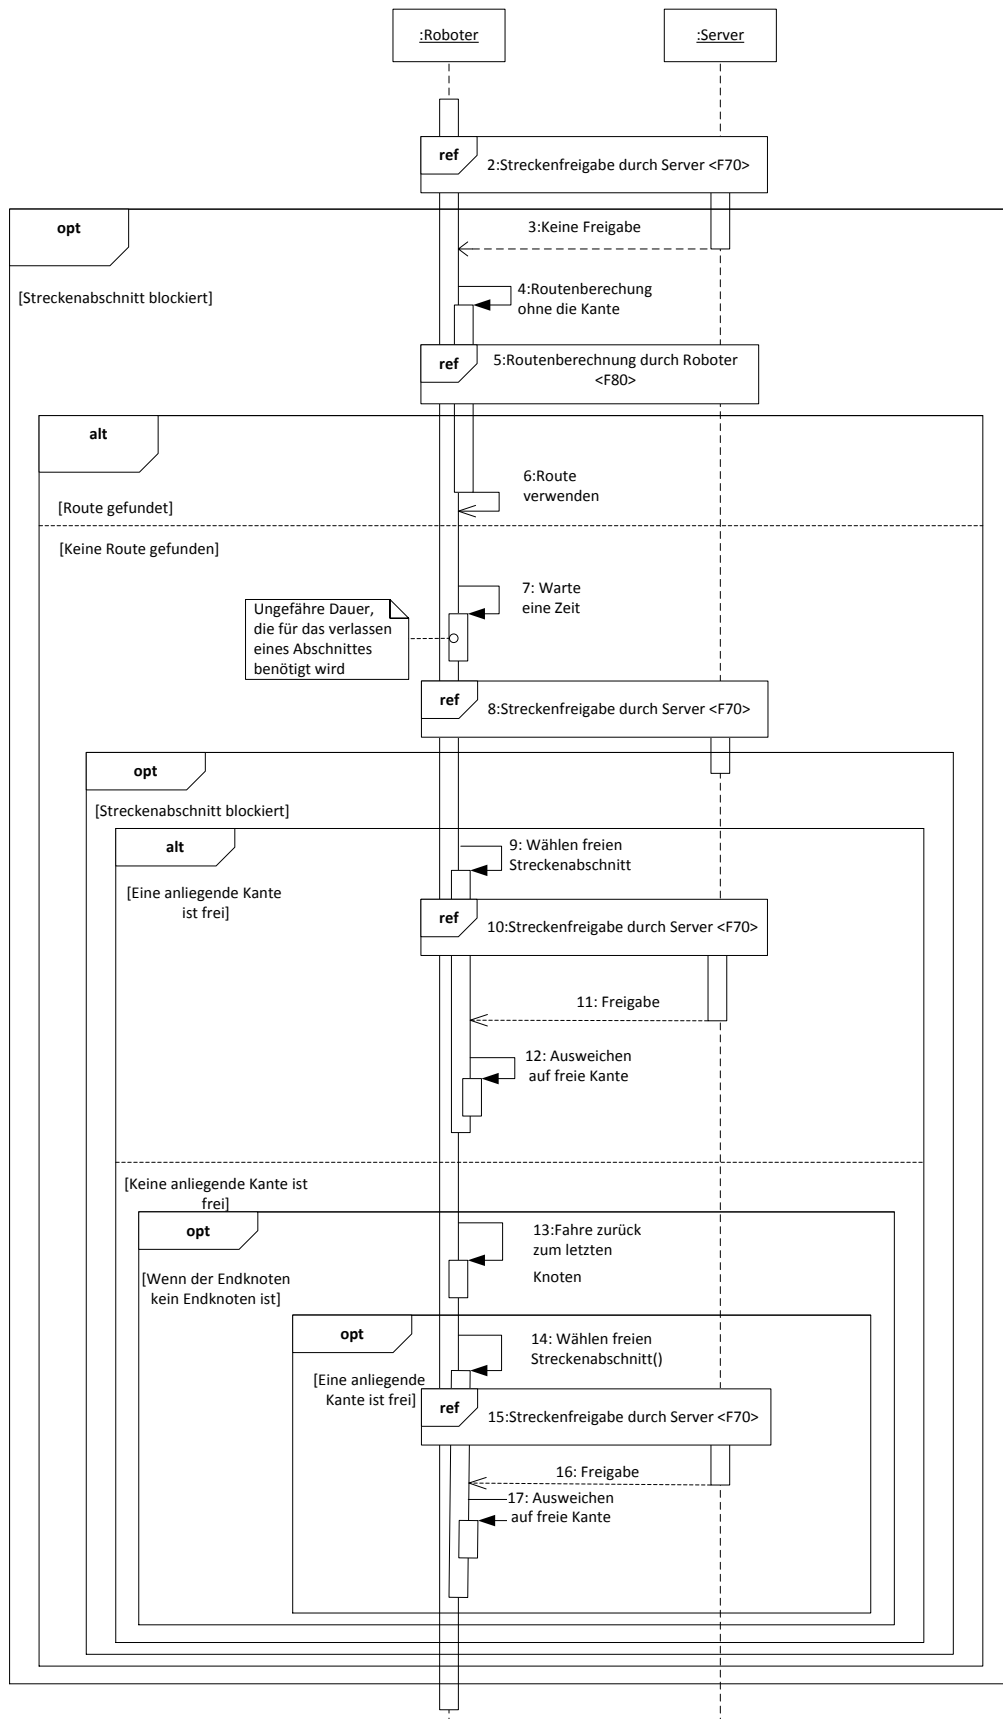 :Roboter
:Server
ref
2:Streckenfreigabe durch Server <F70>
opt
3:Keine Freigabe
[Streckenabschnitt blockiert]
4:Routenberechung
ohne die Kante
ref
5:Routenberechnung durch Roboter
<F80>
alt
6:Route
verwenden
[Route gefundet]
[Keine Route gefunden]
7: Warte
eine Zeit
Ungefähre Dauer,
die für das verlassen
eines Abschnittes
benötigt wird
ref
8:Streckenfreigabe durch Server <F70>
opt
[Streckenabschnitt blockiert]
alt
9: Wählen freien
Streckenabschnitt
[Eine anliegende Kante
ist frei]
ref
10:Streckenfreigabe durch Server <F70>
11: Freigabe
12: Ausweichen
auf freie Kante
[Keine anliegende Kante ist
frei]
opt
13:Fahre zurück
zum letzten
Knoten
[Wenn der Endknoten
kein Endknoten ist]
opt
14: Wählen freien
Streckenabschnitt()
[Eine anliegende
Kante ist frei]
ref
15:Streckenfreigabe durch Server <F70>
16: Freigabe
17: Ausweichen
auf freie Kante